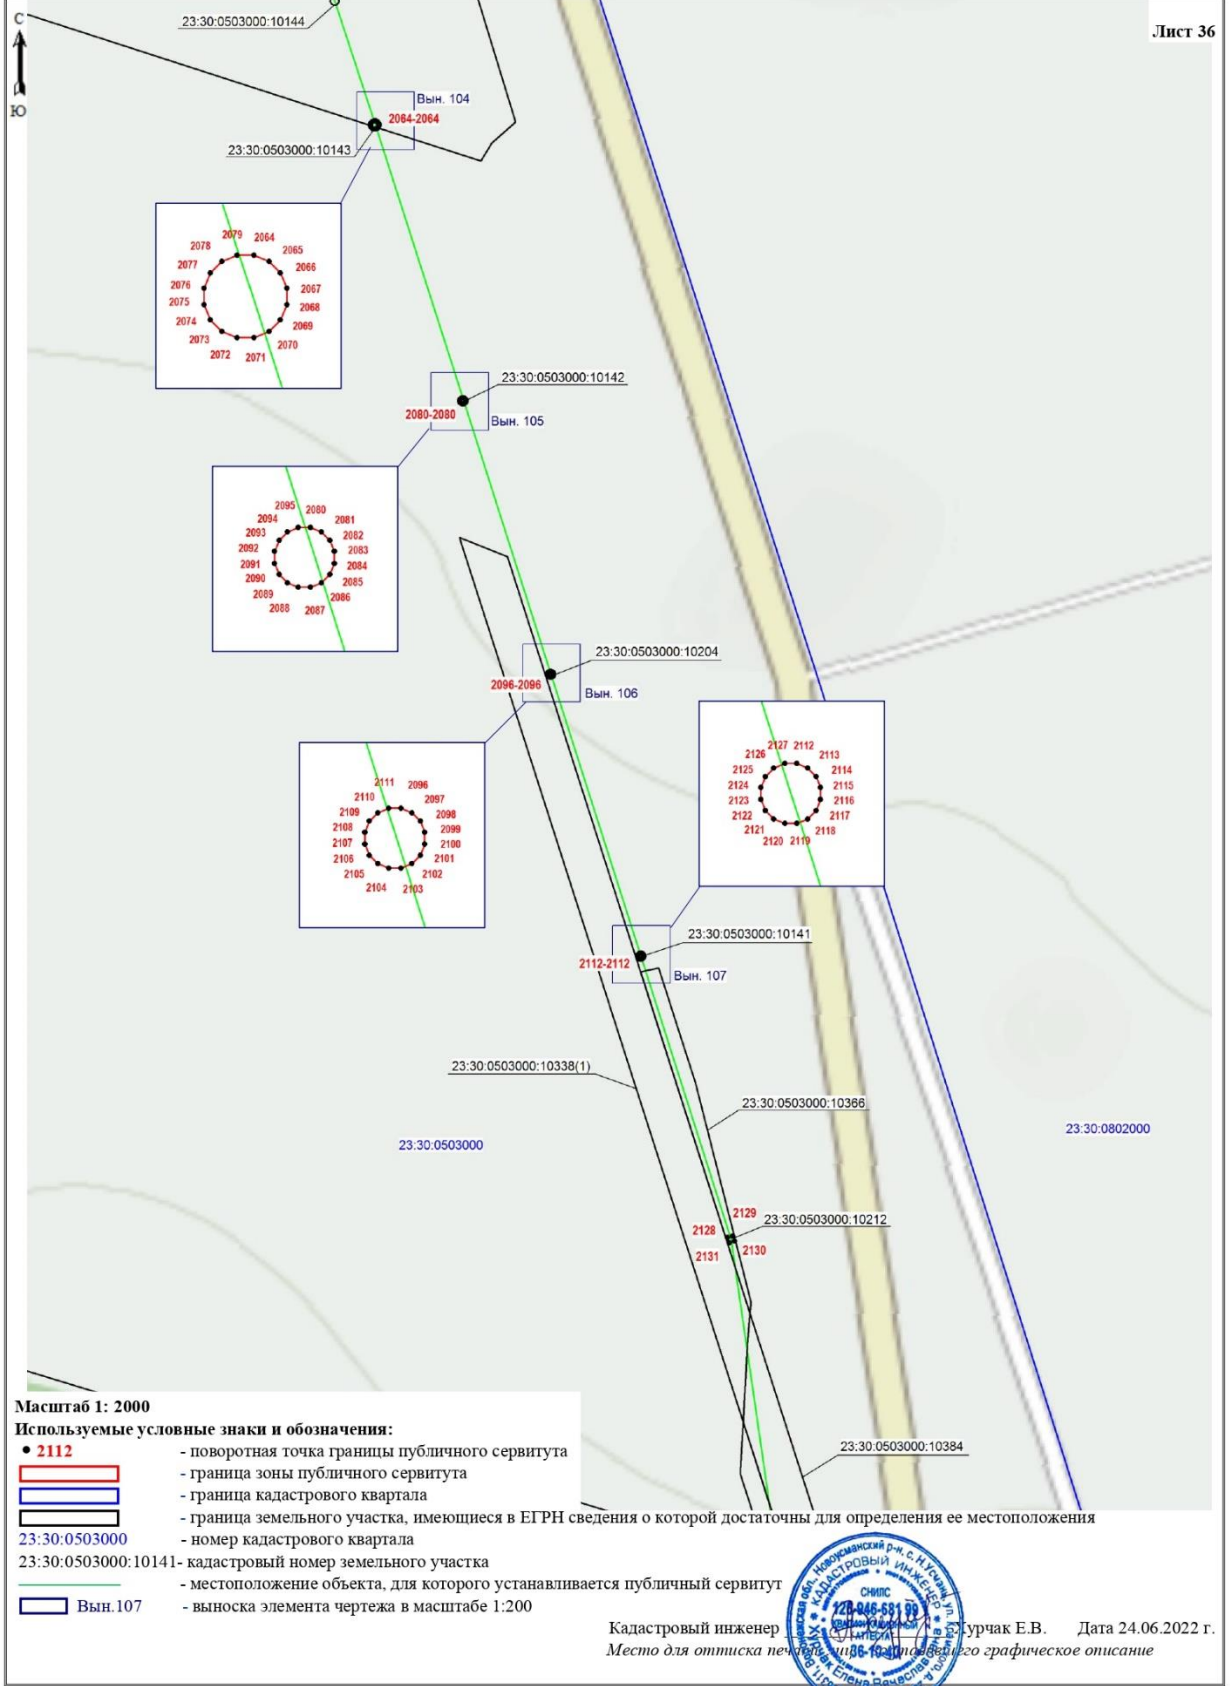 С
Ю
Лист 36
23:30:0503000:10144
Вын. 104
2064-2064
23:30:0503000:10143
2079 2064
2078 2065
2077 2066
2076 2067
2075 2068
2074 2069
2073 2070
2072 2071
23:30:0503000:10142
2080-2080
Вын. 105
2095 2080
2094 2081
2093 2082
2092 2083
2091 2084
2090 2085
2089 2086
2088 2087
23:30:0503000:10204
2096-2096
Вын. 106
2111 2096
2110 2097
2109 2098
2108 2099
2107 2100
2106 2101
2105 2102
2104 2103
2127 2112
2126 2113
2125 2114
2124 2115
2123 2116
2122 2117
2121 2118
2120 2119
23:30:0503000:10141
2112-2112
Вын. 107
23:30:0503000:10338(1)
23:30:0503000:10366
23:30:0503000
23:30:0802000
2129
23:30:0503000:10212
2128
2130
2131
23:30:0503000:10384
Масштаб 1: 2000
Используемые условные знаки и обозначения:
2112 - поворотная точка границы публичного сервитута
- граница зоны публичного сервитута
- граница кадастрового квартала
- граница земельного участка, имеющиеся в ЕГРН сведения о которой достаточны для определения ее местоположения
23:30:0503000 - номер кадастрового квартала
23:30:0503000:10141- кадастровый номер земельного участка
- местоположение объекта, для которого устанавливается публичный сервитут
Вын.107 - выноска элемента чертежа в масштабе 1:200
КАДАСТРОВЫЙ ИНЖЕНЕР
СНИЛС
Кадастровый инженер Хурчак Е.В. Дата 24.06.2022 г.
Место для оттиска графическое описание